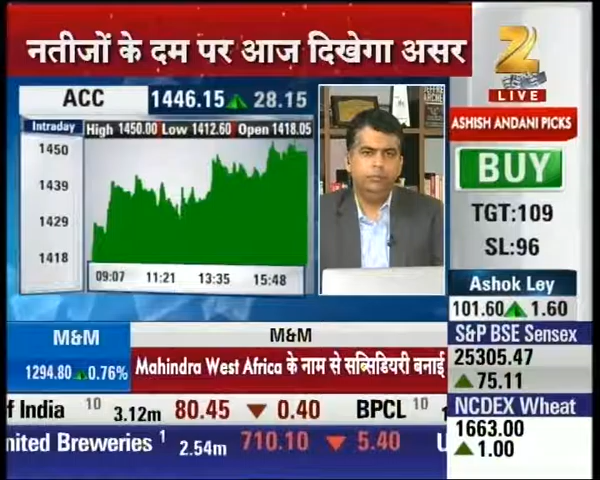 नतीजों के दम पर आज दिखेगा असर
LIVE
ACC 1446.15 28.15
Intraday High 1450.00 Low 1412.60 Open 1418.05
1450
1439
1429
1418
09:07 11:21 13:35 15:48
ASHISH ANDANI PICKS
BUY
TGT:109
SL:96
Ashok Ley
101.60 1.60
M&M
1294.80 0.76%
M&M
Mahindra West Africa के नाम से सब्सिडियरी बनाई
S&P BSE Sensex
25305.47
75.11
f India 10 3.12m 80.45 0.40 BPCL 10
NCDEX Wheat
1663.00
1.00
nited Breweries 1 2.54m 710.10 5.40 U